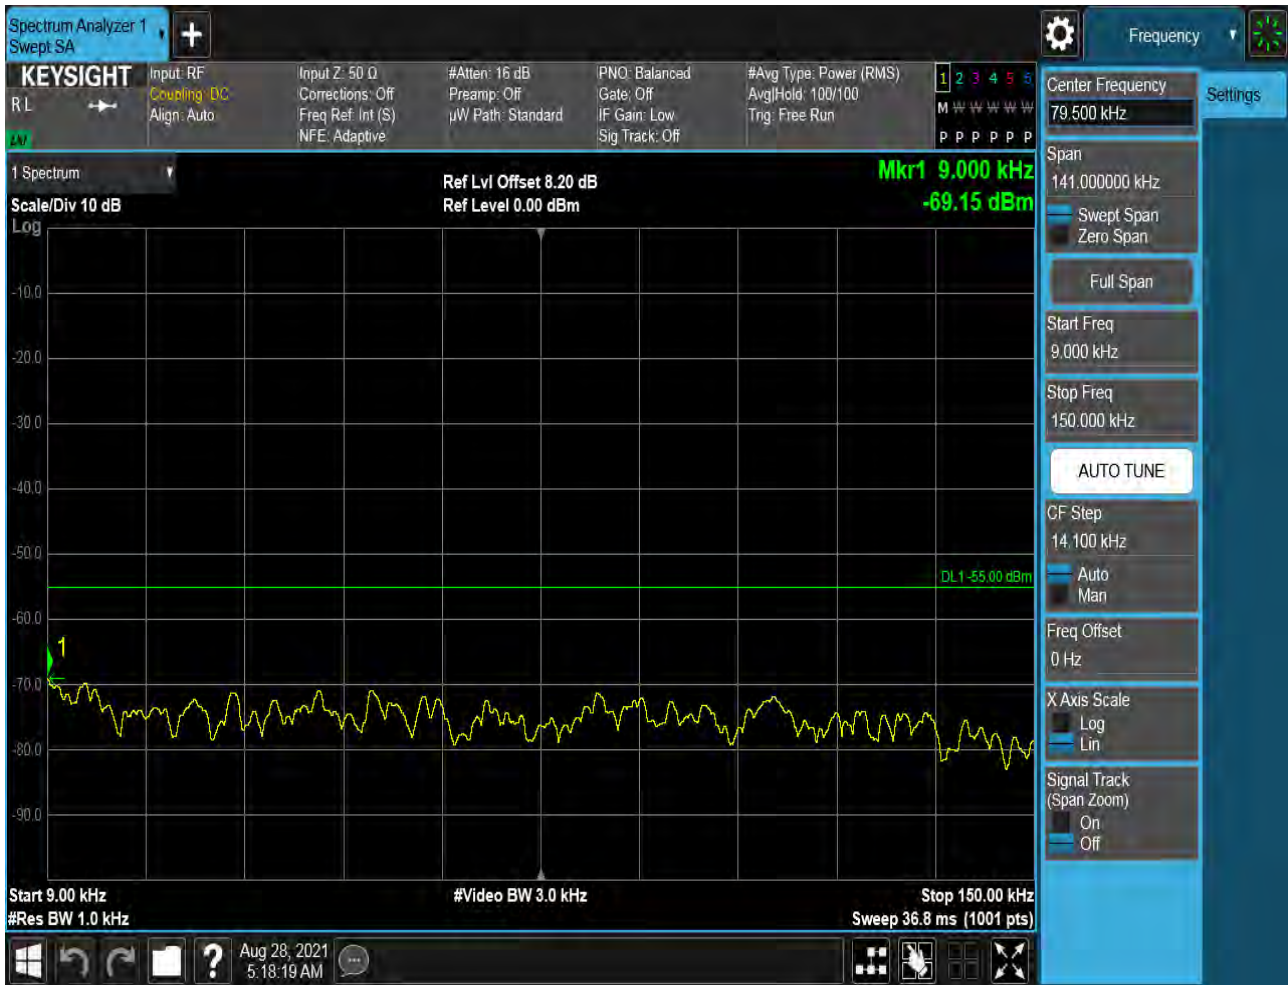 Spectrum Analyzer 1
Swept SA
+
Frequency
KEYSIGHT
R L
LXI
Input: RF
Coupling: DC
Align: Auto
Input Z: 50 Ω
Corrections: Off
Freq Ref: Int (S)
NFE: Adaptive
#Atten: 16 dB
Preamp: Off
µW Path: Standard
PNO: Balanced
Gate: Off
IF Gain: Low
Sig Track: Off
#Avg Type: Power (RMS)
Avg|Hold: 100/100
Trig: Free Run
1 2 3 4 5 6
M W W W W W
P P P P P P
1 Spectrum
Scale/Div 10 dB
Log
Ref Lvl Offset 8.20 dB
Ref Level 0.00 dBm
Mkr1 9.000 kHz
-69.15 dBm
-10.0
-20.0
-30.0
-40.0
-50.0
DL1 -55.00 dBm
-60.0
1
-70.0
-80.0
-90.0
Start 9.00 kHz
#Res BW 1.0 kHz
#Video BW 3.0 kHz
Stop 150.00 kHz
Sweep 36.8 ms (1001 pts)
?
Aug 28, 2021
5:18:19 AM
Center Frequency
79.500 kHz
Settings
Span
141.000000 kHz
Swept Span
Zero Span
Full Span
Start Freq
9.000 kHz
Stop Freq
150.000 kHz
AUTO TUNE
CF Step
14.100 kHz
Auto
Man
Freq Offset
0 Hz
X Axis Scale
Log
Lin
Signal Track
(Span Zoom)
On
Off